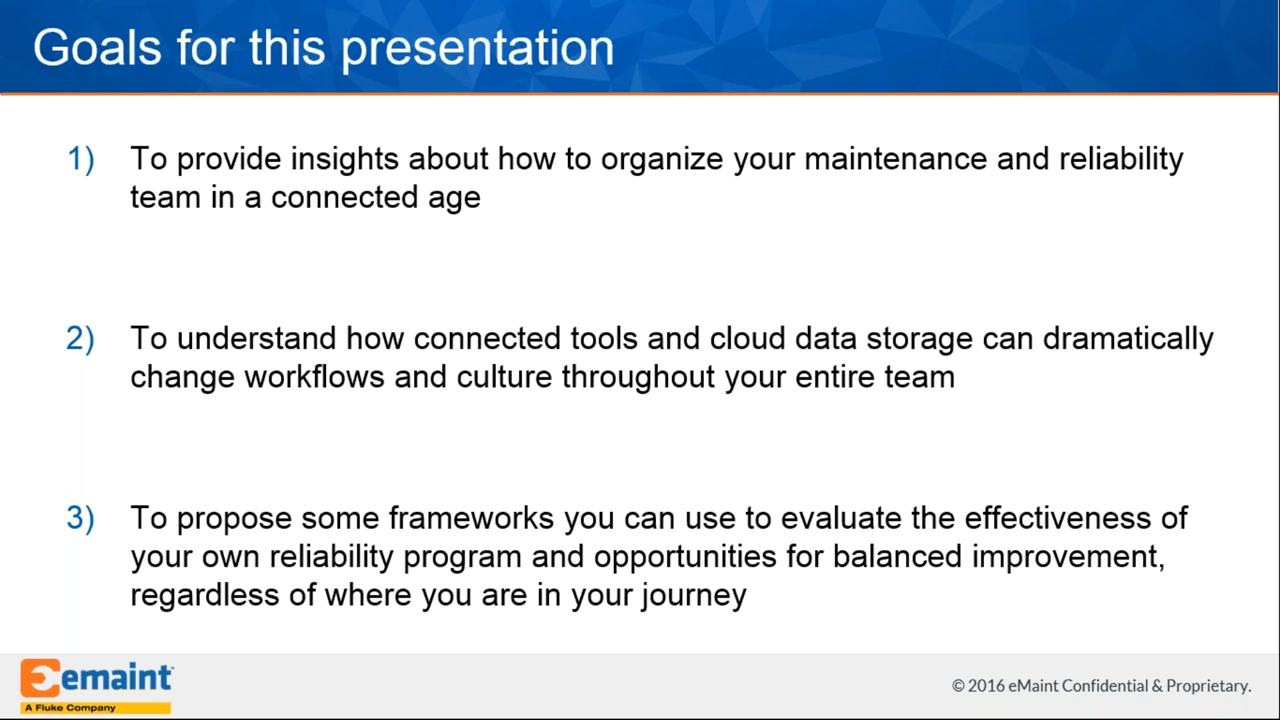 Goals for this presentation
1) To provide insights about how to organize your maintenance and reliability
team in a connected age
2) To understand how connected tools and cloud data storage can dramatically
change workflows and culture throughout your entire team
3) To propose some frameworks you can use to evaluate the effectiveness of
your own reliability program and opportunities for balanced improvement,
regardless of where you are in your journey
emaint™
A Fluke Company
© 2016 eMaint Confidential & Proprietary.